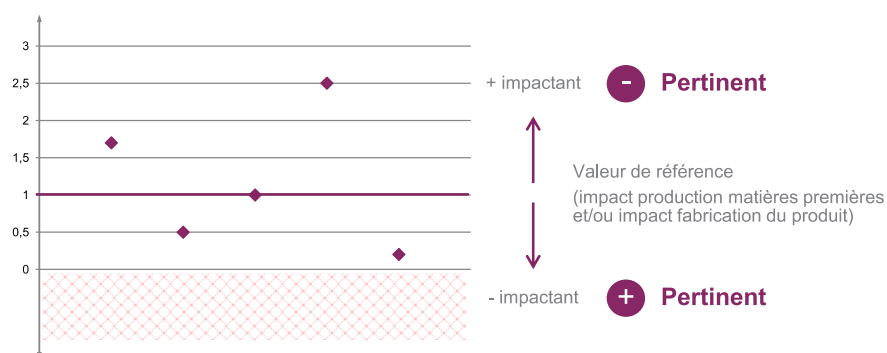 3
+ impactant - Pertinent
2,5
2
1,5
Valeur de référence
1
(impact production matières premières
et/ou impact fabrication du produit)
0,5
0
- impactant + Pertinent